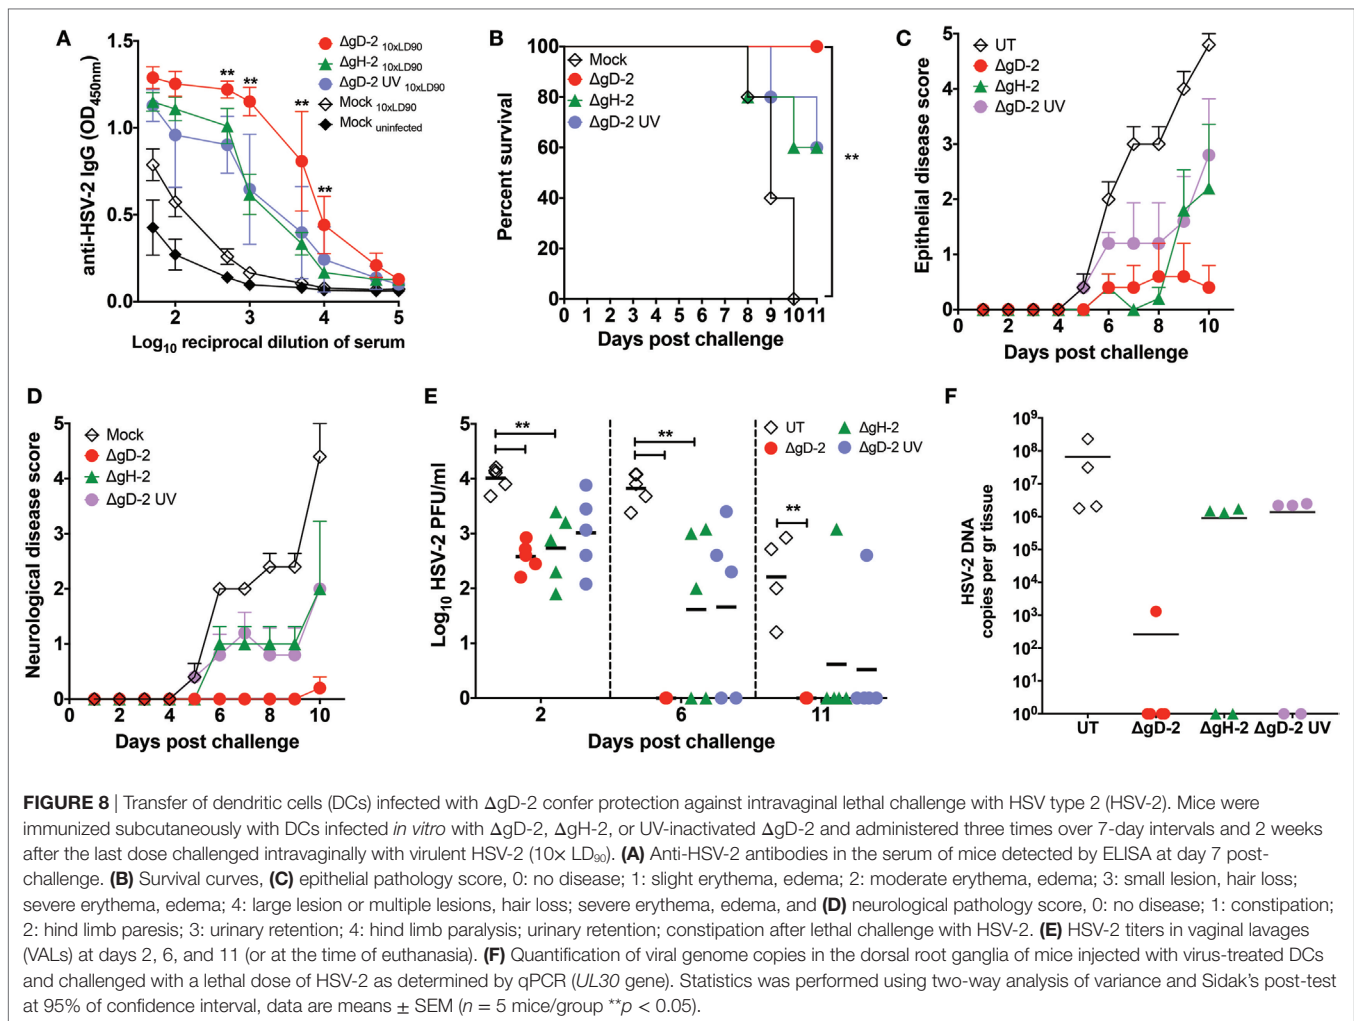 A
1.5
1.0
0.5
0.0
anti-HSV-2 IgG (OD450nm)
ΔgD-2 10xLD90
ΔgH-2 10xLD90
ΔgD-2 UV 10xLD90
Mock 10xLD90
Mock uninfected
** ** ** **
2 3 4 5
Log10 reciprocal dilution of serum
B
100
80
60
40
20
0
Percent survival
Mock
ΔgD-2
ΔgH-2
ΔgD-2 UV
**
0 1 2 3 4 5 6 7 8 9 10 11
Days post challenge
C
5
4
3
2
1
0
Epithelial disease score
UT
ΔgD-2
ΔgH-2
ΔgD-2 UV
0 2 4 6 8 10
Days post challenge
D
5
4
3
2
1
0
Neurological disease score
Mock
ΔgD-2
ΔgH-2
ΔgD-2 UV
0 2 4 6 8 10
Days post challenge
E
5
4
3
2
1
0
Log10 HSV-2 PFU/ml
** ** **
UT ΔgH-2
ΔgD-2 ΔgD-2 UV
2 6 11
Days post challenge
F
10⁹
10⁸
10⁷
10⁶
10⁵
10⁴
10³
10²
10¹
10⁰
HSV-2 DNA
copies per gr tissue
UT ΔgD-2 ΔgH-2 ΔgD-2 UV
FIGURE 8 | Transfer of dendritic cells (DCs) infected with ΔgD-2 confer protection against intravaginal lethal challenge with HSV type 2 (HSV-2). Mice were
immunized subcutaneously with DCs infected in vitro with ΔgD-2, ΔgH-2, or UV-inactivated ΔgD-2 and administered three times over 7-day intervals and 2 weeks
after the last dose challenged intravaginally with virulent HSV-2 (10× LD90). (A) Anti-HSV-2 antibodies in the serum of mice detected by ELISA at day 7 post-
challenge. (B) Survival curves, (C) epithelial pathology score, 0: no disease; 1: slight erythema, edema; 2: moderate erythema, edema; 3: small lesion, hair loss;
severe erythema, edema; 4: large lesion or multiple lesions, hair loss; severe erythema, edema, and (D) neurological pathology score, 0: no disease; 1: constipation;
2: hind limb paresis; 3: urinary retention; 4: hind limb paralysis; urinary retention; constipation after lethal challenge with HSV-2. (E) HSV-2 titers in vaginal lavages
(VALs) at days 2, 6, and 11 (or at the time of euthanasia). (F) Quantification of viral genome copies in the dorsal root ganglia of mice injected with virus-treated DCs
and challenged with a lethal dose of HSV-2 as determined by qPCR (UL30 gene). Statistics was performed using two-way analysis of variance and Sidak's post-test
at 95% of confidence interval, data are means ± SEM (n = 5 mice/group **p < 0.05).